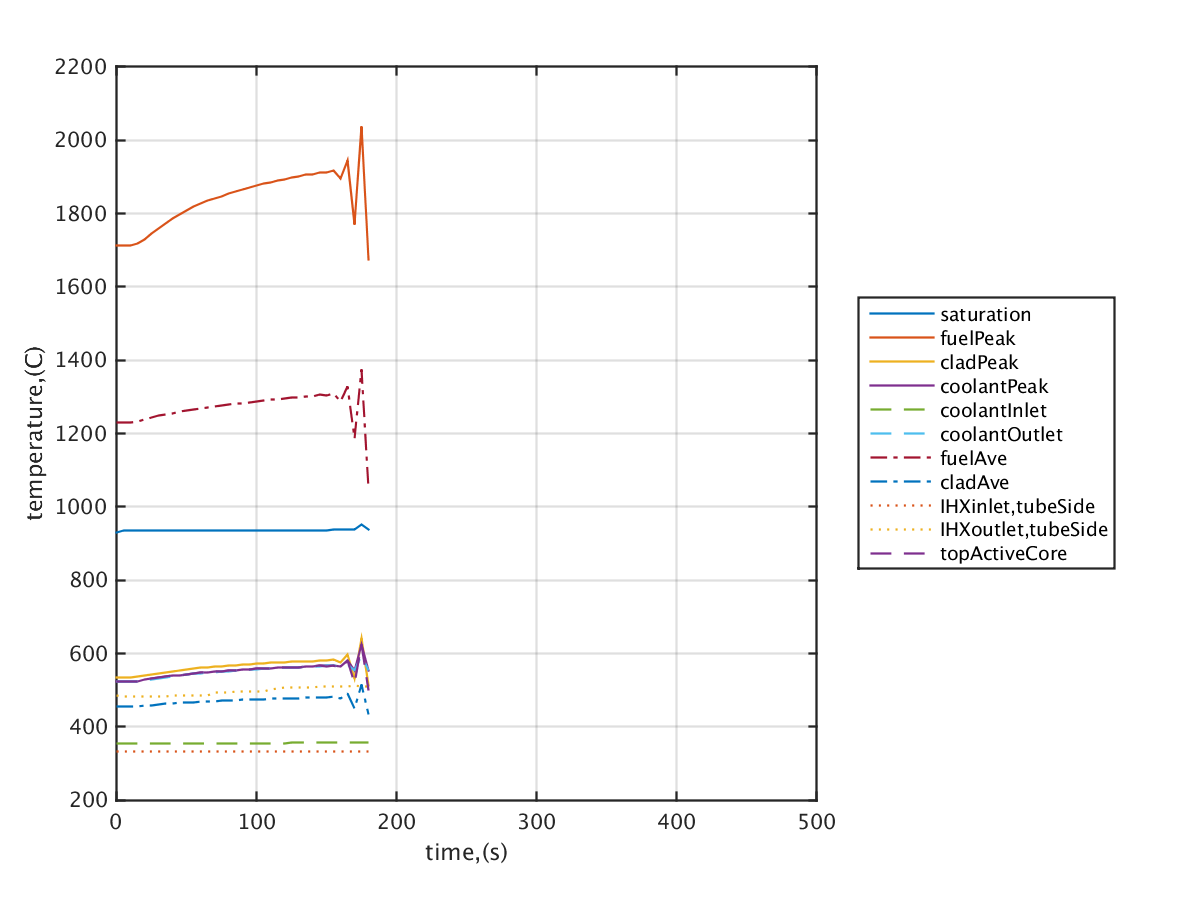 2200
2000
1800
1600
1400
1200
1000
800
600
400
200
temperature,(C)
0 100 200 300 400 500
time,(s)
saturation
fuelPeak
cladPeak
coolantPeak
coolantInlet
coolantOutlet
fuelAve
cladAve
IHXinlet,tubeSide
IHXoutlet,tubeSide
topActiveCore